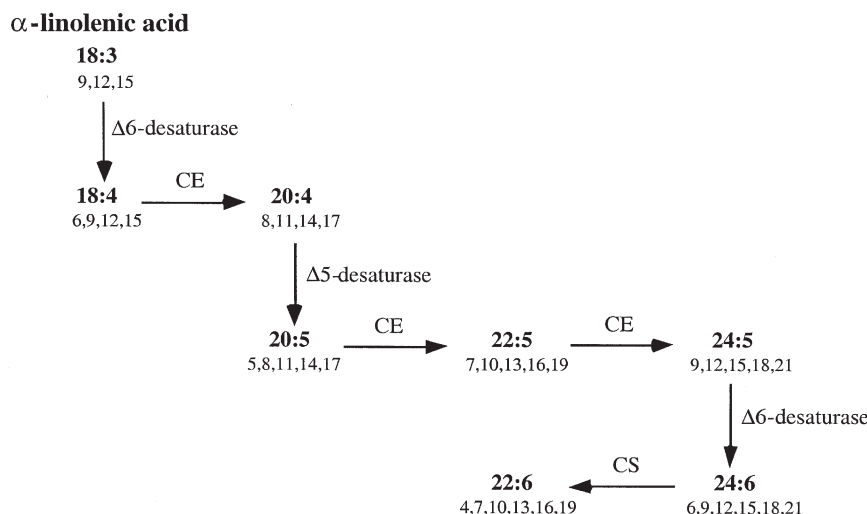 α-linolenic acid
18:3
9,12,15
Δ6-desaturase
18:4
6,9,12,15
CE
20:4
8,11,14,17
Δ5-desaturase
20:5
5,8,11,14,17
CE
22:5
7,10,13,16,19
CE
24:5
9,12,15,18,21
Δ6-desaturase
22:6
4,7,10,13,16,19
CS
24:6
6,9,12,15,18,21